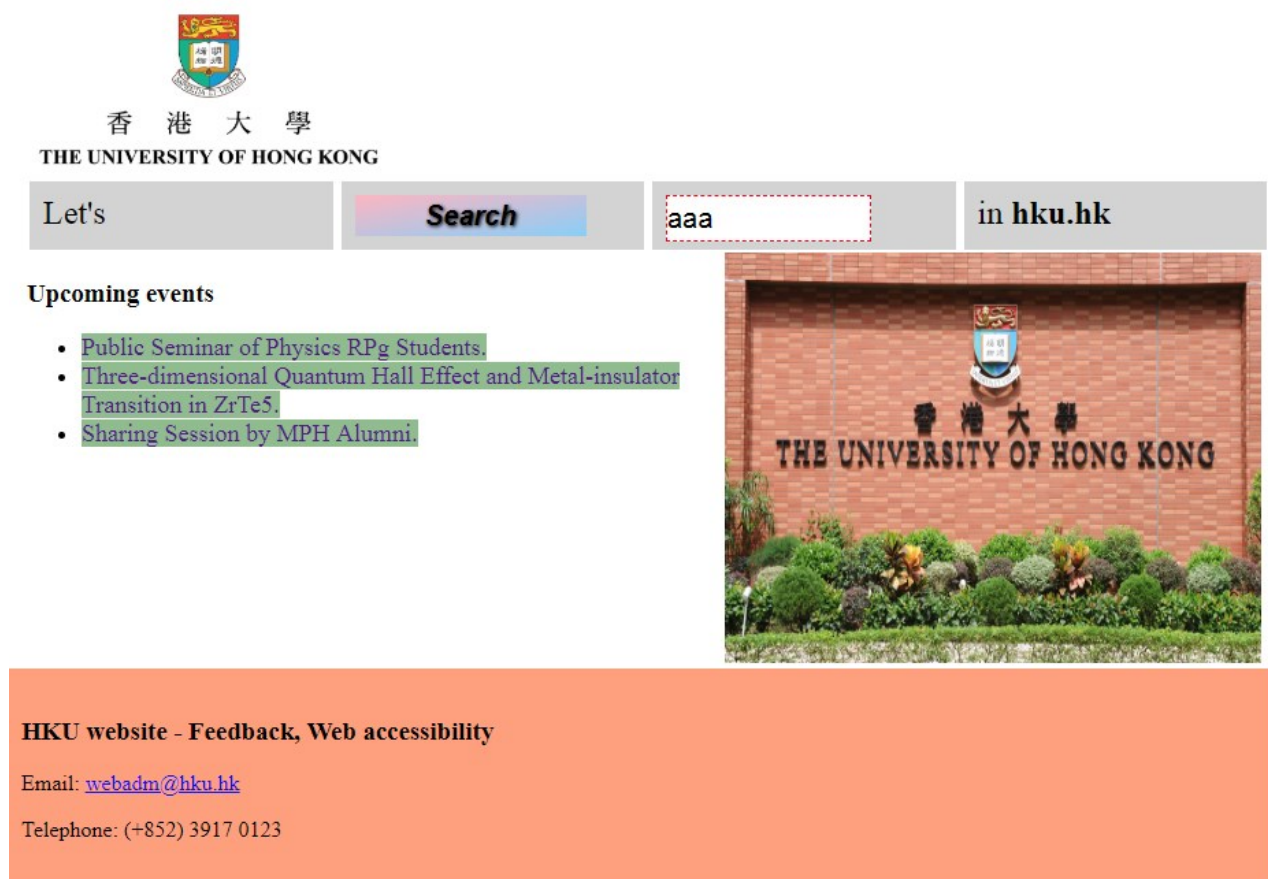 香港大學
THE UNIVERSITY OF HONG KONG
Let's
Search
aaa
in hku.hk
Upcoming events
Public Seminar of Physics RPg Students.
Three-dimensional Quantum Hall Effect and Metal-insulator
Transition in ZrTe5.
Sharing Session by MPH Alumni.
香港大學
THE UNIVERSITY OF HONG KONG
HKU website - Feedback, Web accessibility
Email: webadm@hku.hk
Telephone: (+852) 3917 0123